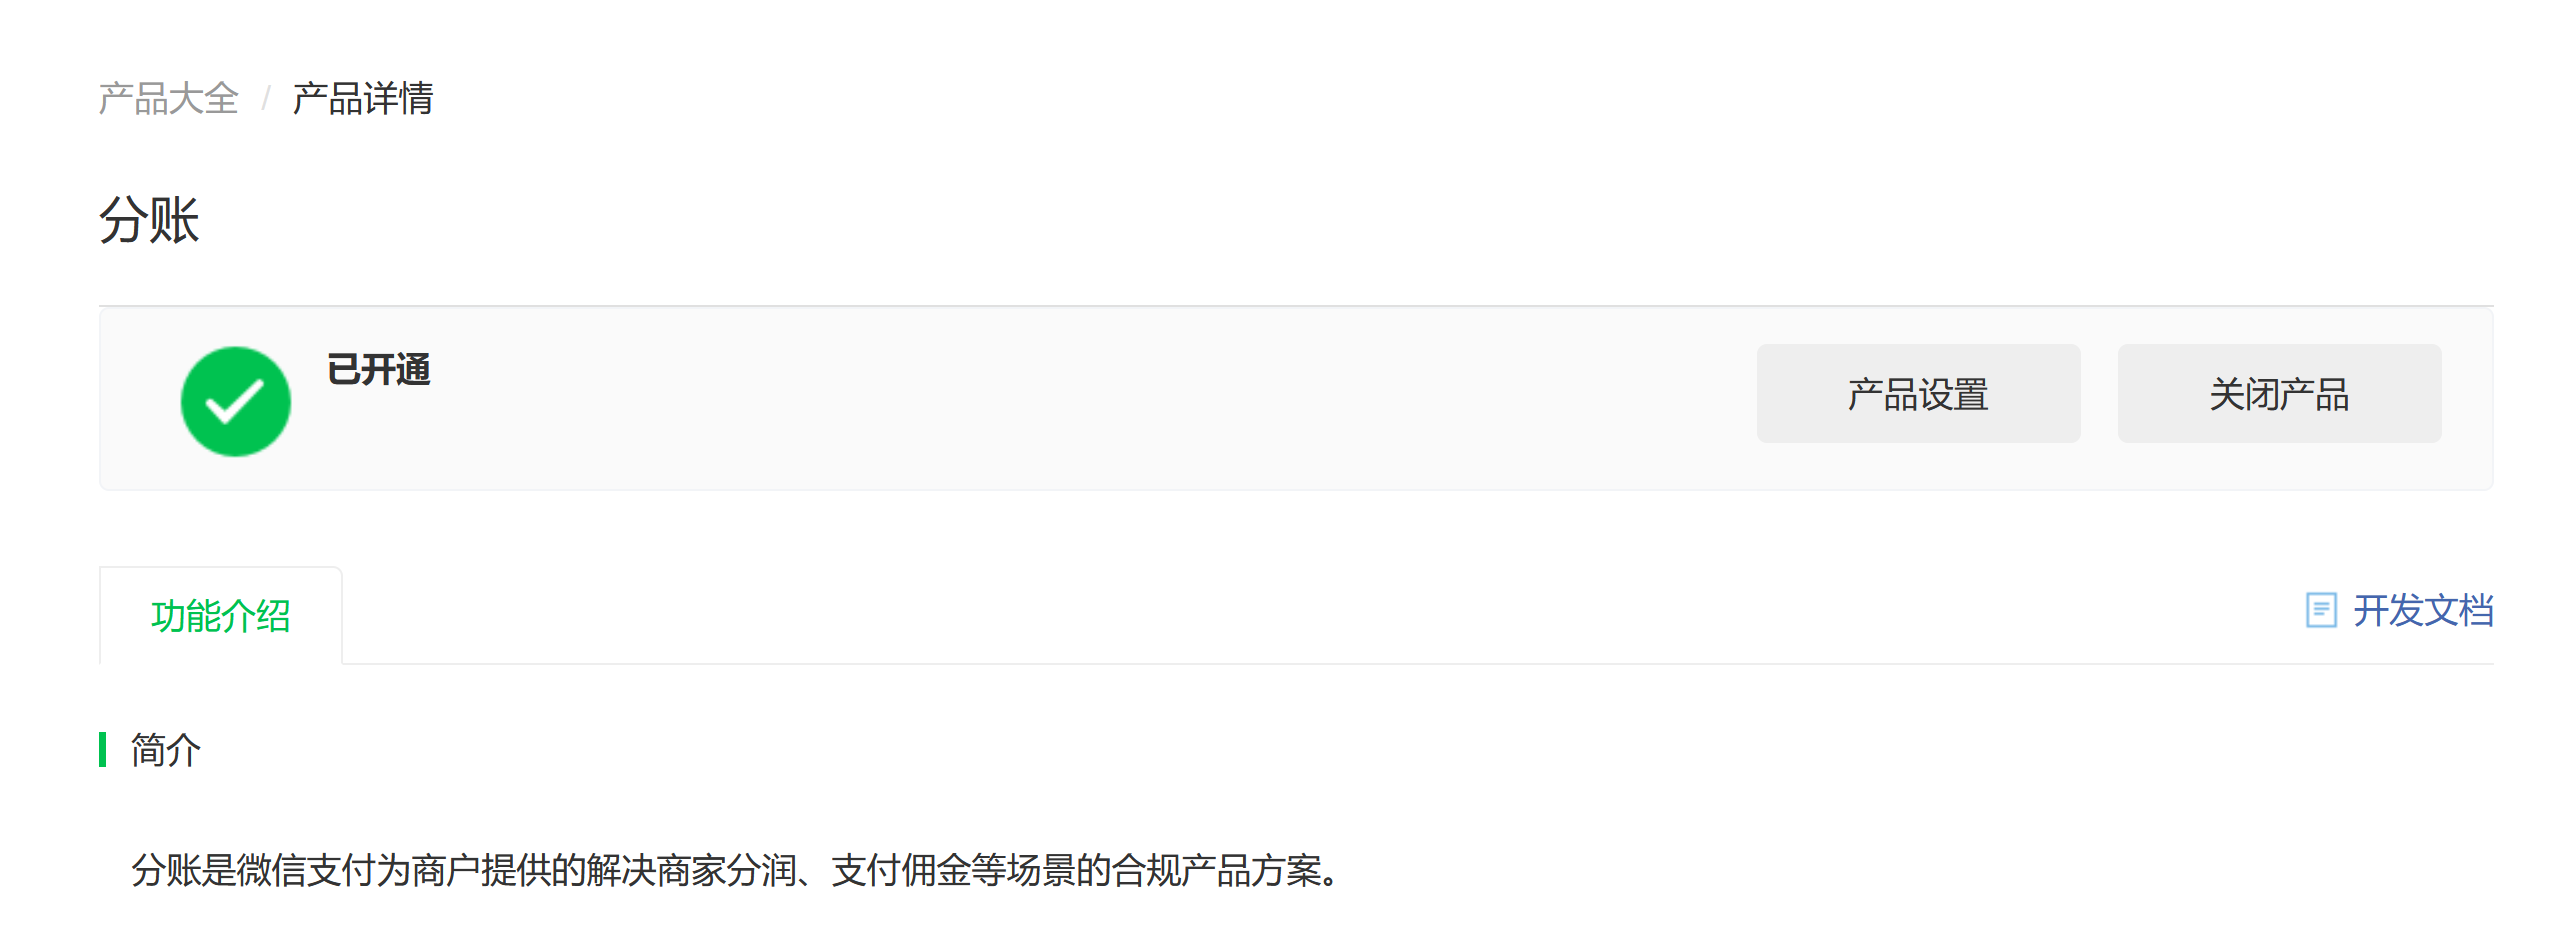 产品大全 / 产品详情
分账
已开通
产品设置
关闭产品
功能介绍
开发文档
简介
分账是微信支付为商户提供的解决商家分润、支付佣金等场景的合规产品方案。